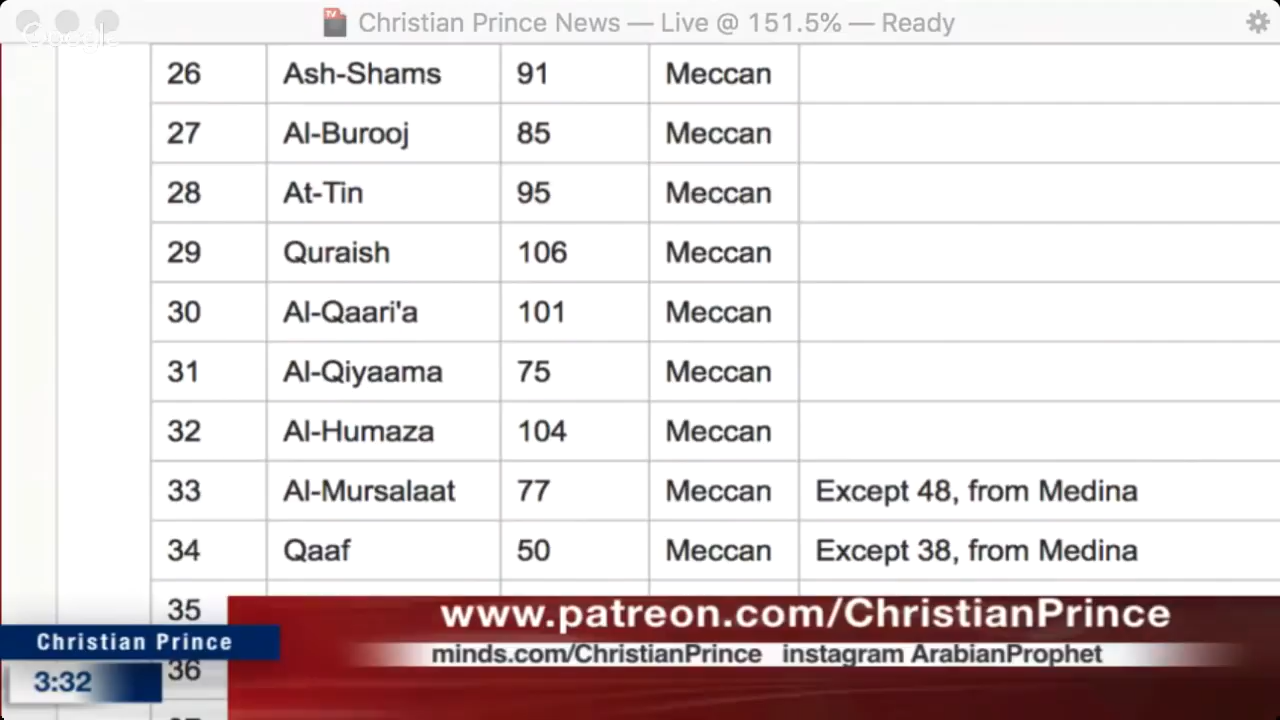 Christian Prince News — Live @ 151.5% — Ready
Google
26 Ash-Shams 91 Meccan
27 Al-Burooj 85 Meccan
28 At-Tin 95 Meccan
29 Quraish 106 Meccan
30 Al-Qaari'a 101 Meccan
31 Al-Qiyaama 75 Meccan
32 Al-Humaza 104 Meccan
33 Al-Mursalaat 77 Meccan Except 48, from Medina
34 Qaaf 50 Meccan Except 38, from Medina
35
www.patreon.com/ChristianPrince
Christian Prince
minds.com/ChristianPrince instagram ArabianProphet
36
3:32